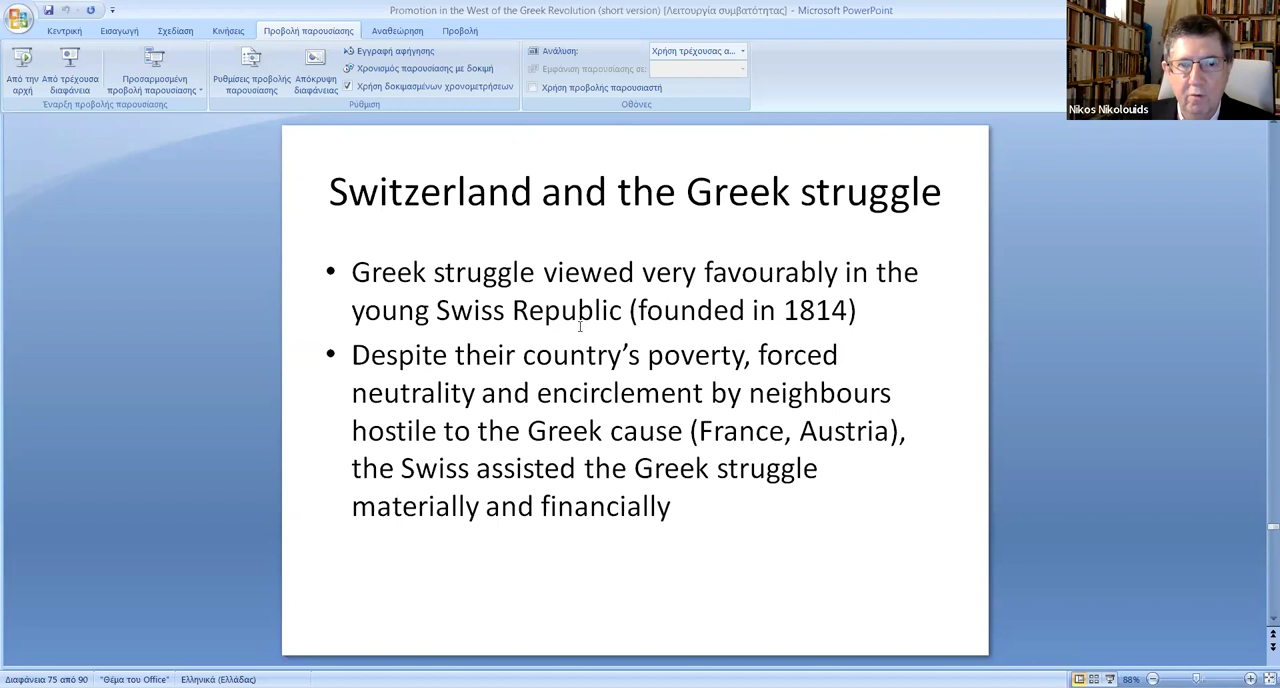 Promotion in the West of the Greek Revolution (short version) [Λειτουργία συμβατότητας] - Microsoft PowerPoint
Κεντρική Εισαγωγή Σχεδίαση Κινήσεις Προβολή παρουσίασης Αναθεώρηση Προβολή
Από την αρχή
Από τρέχουσα διαφάνεια
Προσαρμοσμένη προβολή παρουσίασης
Έναρξη προβολής παρουσίασης
Ρυθμίσεις προβολής παρουσίασης
Απόκρυψη διαφάνειας
Εγγραφή αφήγησης
Χρονισμός παρουσίασης με δοκιμή
Χρήση δοκιμασμένων χρονομετρήσεων
Ρύθμιση
Ανάλυση: Χρήση τρέχουσας α...
Εμφάνιση παρουσίασης σε:
Χρήση προβολής παρουσιαστή
Οθόνες
Nikos Nikolouids
Switzerland and the Greek struggle
• Greek struggle viewed very favourably in the
young Swiss Republic (founded in 1814)
• Despite their country’s poverty, forced
neutrality and encirclement by neighbours
hostile to the Greek cause (France, Austria),
the Swiss assisted the Greek struggle
materially and financially
Διαφάνεια 75 από 90 "Θέμα του Office" Ελληνικά (Ελλάδας) 88%